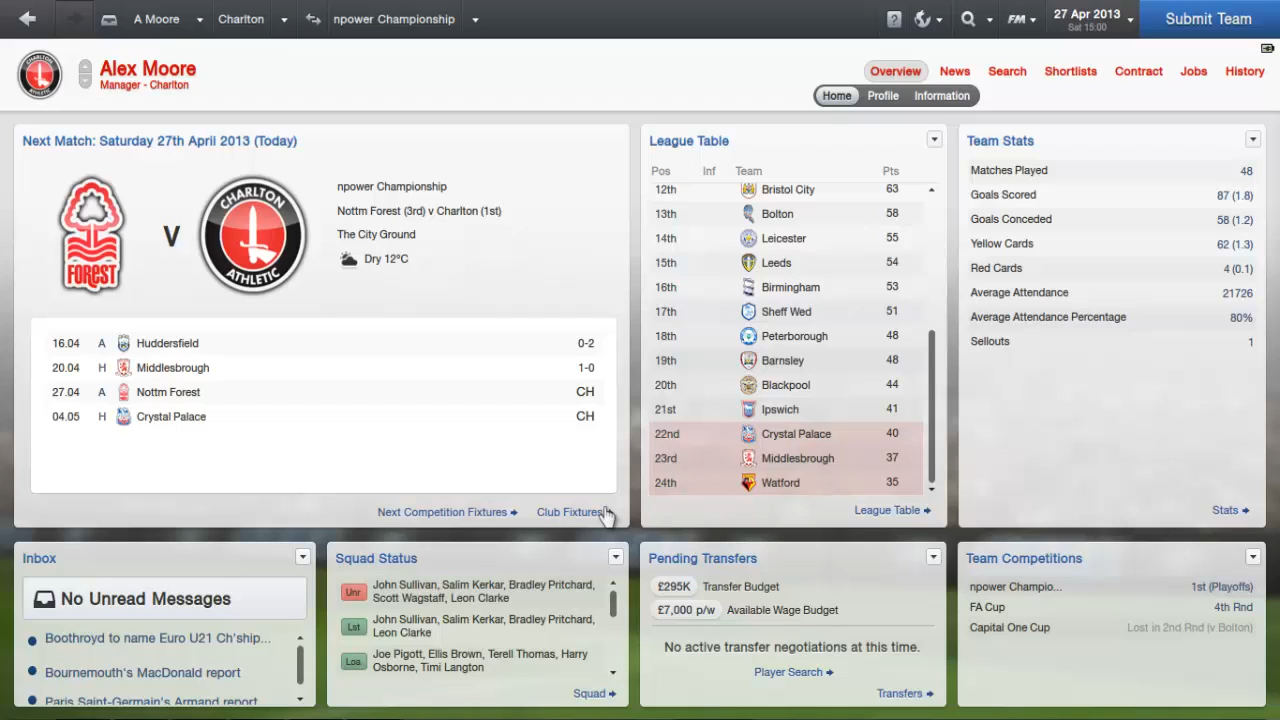 A Moore Charlton npower Championship FM 27 Apr 2013 Submit Team
Sat 15:00
CHARLTON ATHLETIC
Alex Moore
Manager - Charlton
Overview News Search Shortlists Contract Jobs History
Home Profile Information
Next Match: Saturday 27th April 2013 (Today)
FOREST
V
CHARLTON
ATHLETIC
npower Championship
Nottm Forest (3rd) v Charlton (1st)
The City Ground
Dry 12°C
16.04 A Huddersfield 0-2
20.04 H Middlesbrough 1-0
27.04 A Nottm Forest CH
04.05 H Crystal Palace CH
Next Competition Fixtures
Club Fixtures
League Table
Pos Inf Team Pts
12th Bristol City 63
13th Bolton 58
14th Leicester 55
15th Leeds 54
16th Birmingham 53
17th Sheff Wed 51
18th Peterborough 48
19th Barnsley 48
20th Blackpool 44
21st Ipswich 41
22nd Crystal Palace 40
23rd Middlesbrough 37
24th Watford 35
League Table
Team Stats
Matches Played 48
Goals Scored 87 (1.8)
Goals Conceded 58 (1.2)
Yellow Cards 62 (1.3)
Red Cards 4 (0.1)
Average Attendance 21726
Average Attendance Percentage 80%
Sellouts 1
Stats
Inbox
No Unread Messages
Boothroyd to name Euro U21 Ch'ship...
Bournemouth's MacDonald report
Paris Saint-Germain's Armand report
Squad Status
Unr John Sullivan, Salim Kerkar, Bradley Pritchard,
Scott Wagstaff, Leon Clarke
Lst John Sullivan, Salim Kerkar, Bradley Pritchard,
Leon Clarke
Loa Joe Pigott, Ellis Brown, Terell Thomas, Harry
Osborne, Timi Langton
Squad
Pending Transfers
£295K Transfer Budget
£7,000 p/w Available Wage Budget
No active transfer negotiations at this time.
Player Search
Transfers
Team Competitions
npower Champio... 1st (Playoffs)
FA Cup 4th Rnd
Capital One Cup Lost in 2nd Rnd (v Bolton)